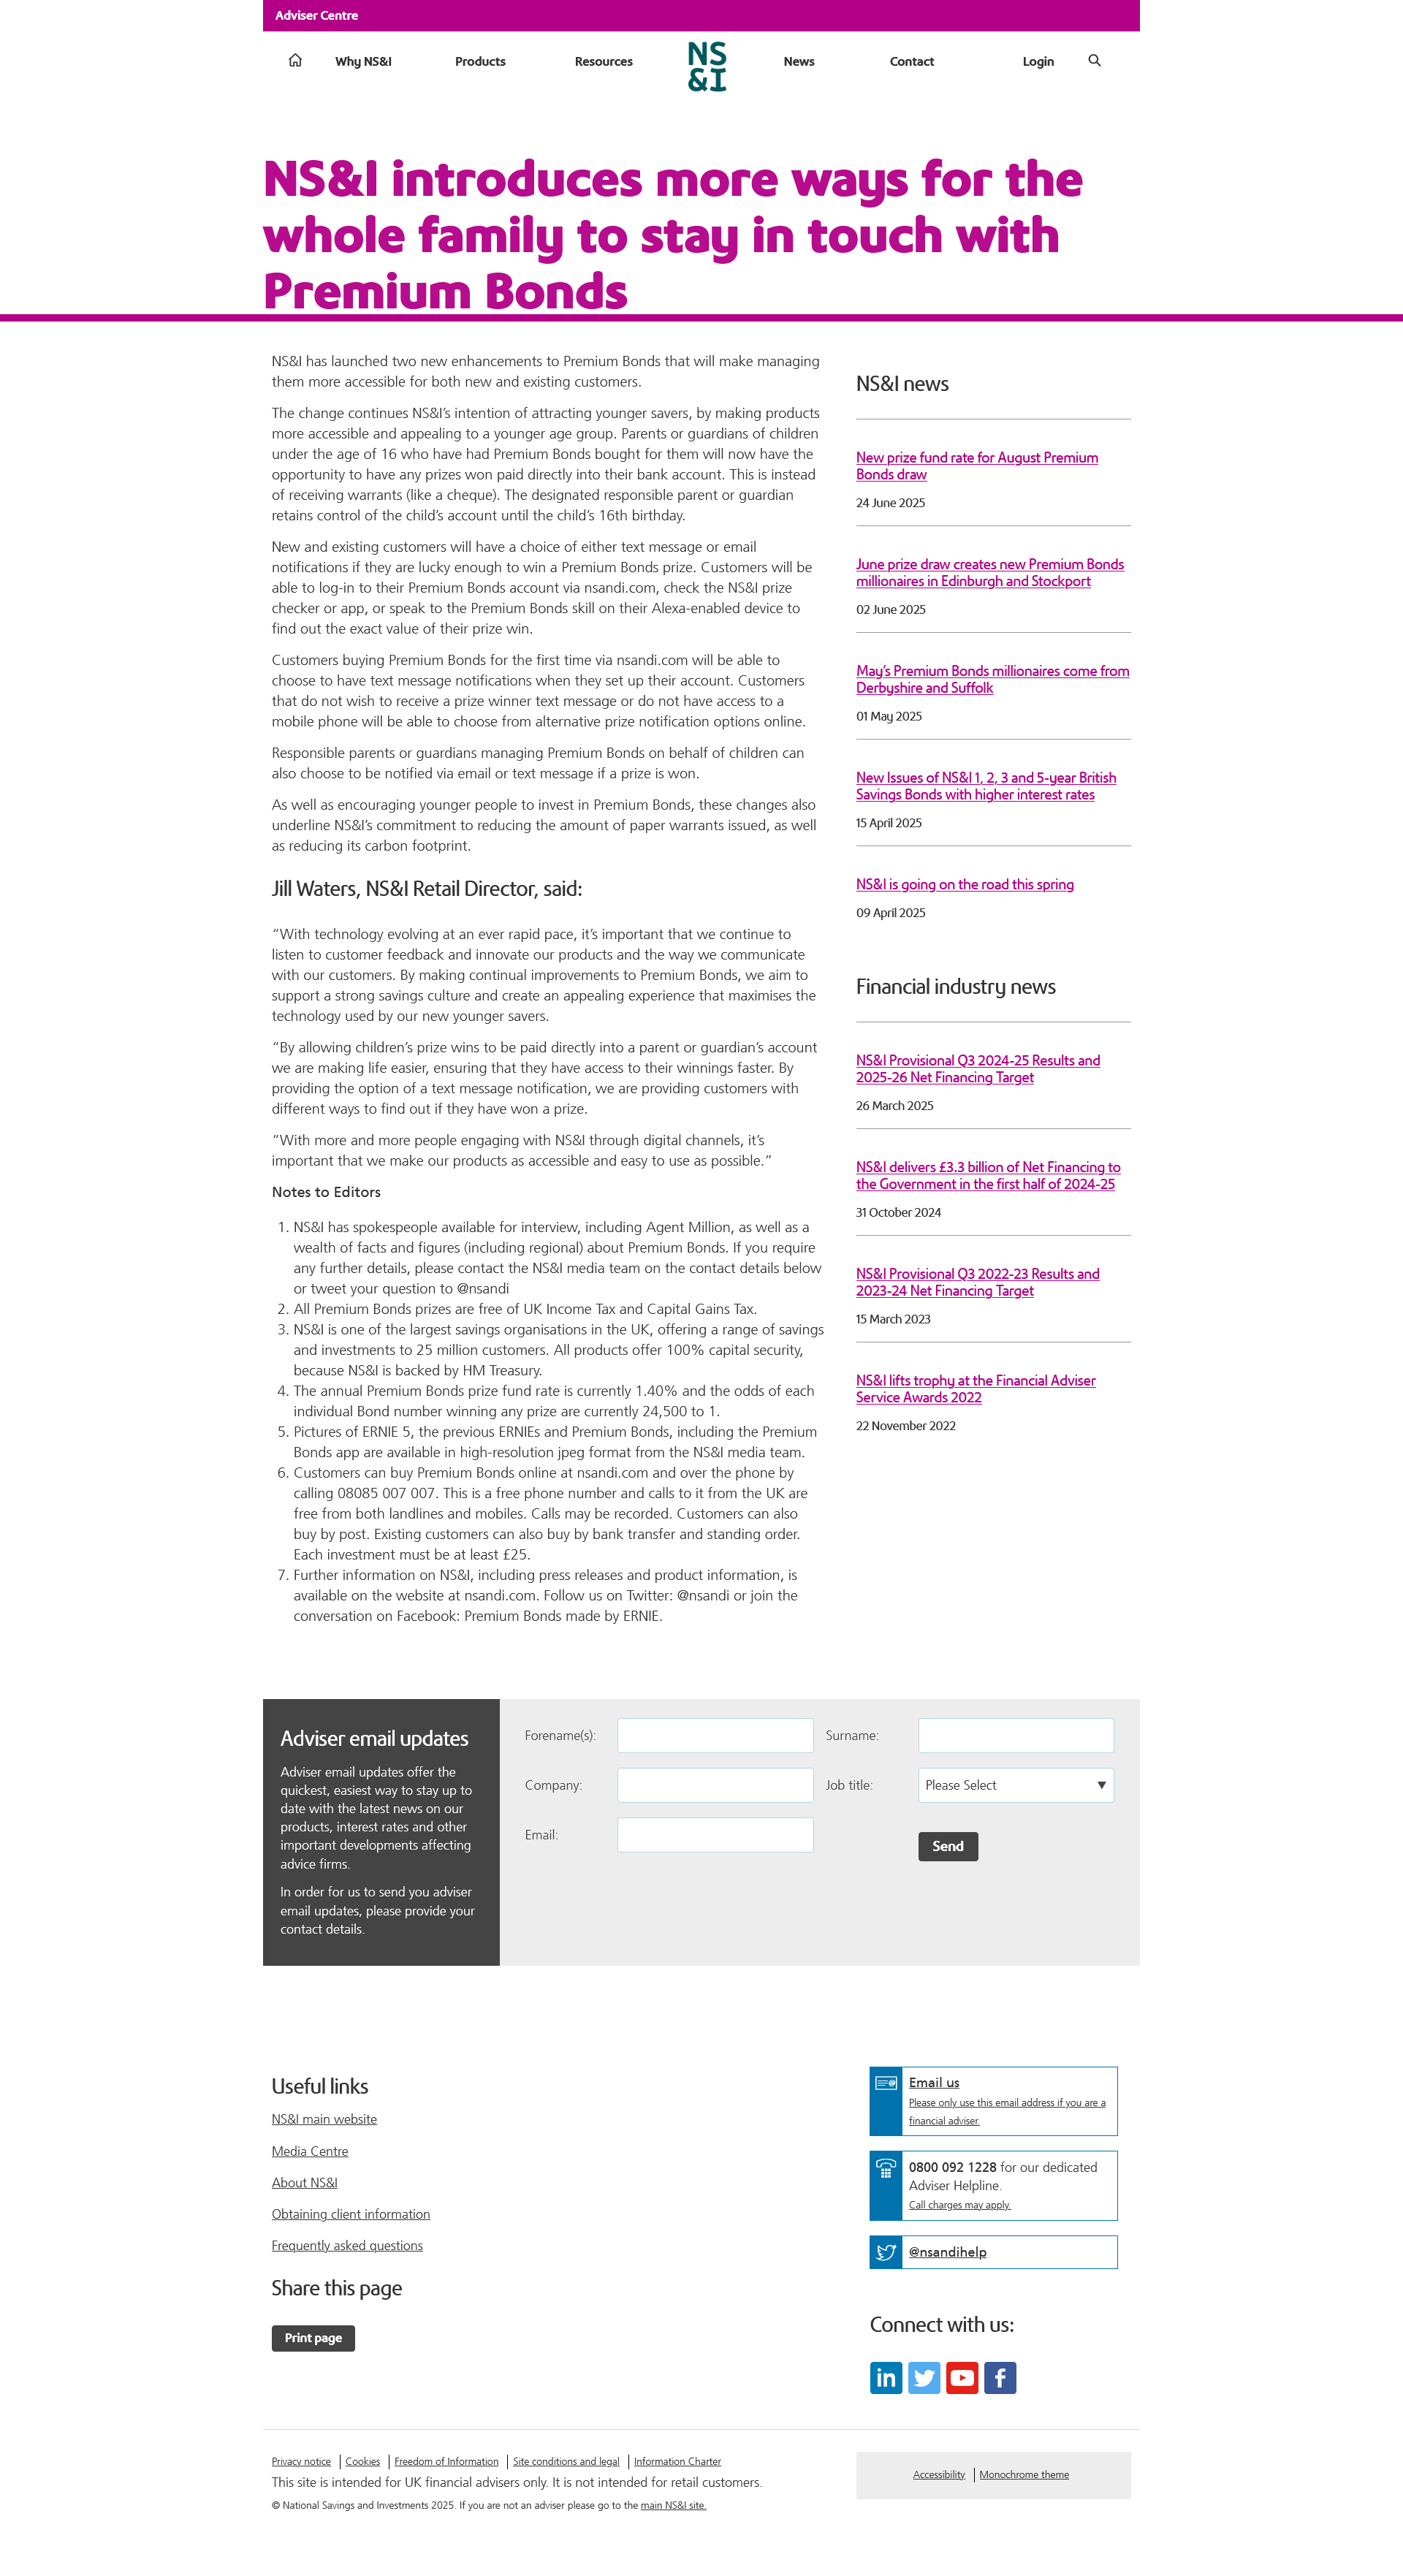 Adviser Centre
Why NS&I
Products
Resources
NS
&I
News
Contact
Login
NS&I introduces more ways for the
whole family to stay in touch with
Premium Bonds
NS&I has launched two new enhancements to Premium Bonds that will make managing
them more accessible for both new and existing customers.
The change continues NS&I’s intention of attracting younger savers, by making products
more accessible and appealing to a younger age group. Parents or guardians of children
under the age of 16 who have had Premium Bonds bought for them will now have the
opportunity to have any prizes won paid directly into their bank account. This is instead
of receiving warrants (like a cheque). The designated responsible parent or guardian
retains control of the child’s account until the child’s 16th birthday.
New and existing customers will have a choice of either text message or email
notifications if they are lucky enough to win a Premium Bonds prize. Customers will be
able to log-in to their Premium Bonds account via nsandi.com, check the NS&I prize
checker or app, or speak to the Premium Bonds skill on their Alexa-enabled device to
find out the exact value of their prize win.
Customers buying Premium Bonds for the first time via nsandi.com will be able to
choose to have text message notifications when they set up their account. Customers
that do not wish to receive a prize winner text message or do not have access to a
mobile phone will be able to choose from alternative prize notification options online.
Responsible parents or guardians managing Premium Bonds on behalf of children can
also choose to be notified via email or text message if a prize is won.
As well as encouraging younger people to invest in Premium Bonds, these changes also
underline NS&I’s commitment to reducing the amount of paper warrants issued, as well
as reducing its carbon footprint.
Jill Waters, NS&I Retail Director, said:
“With technology evolving at an ever rapid pace, it’s important that we continue to
listen to customer feedback and innovate our products and the way we communicate
with our customers. By making continual improvements to Premium Bonds, we aim to
support a strong savings culture and create an appealing experience that maximises the
technology used by our new younger savers.
“By allowing children’s prize wins to be paid directly into a parent or guardian’s account
we are making life easier, ensuring that they have access to their winnings faster. By
providing the option of a text message notification, we are providing customers with
different ways to find out if they have won a prize.
“With more and more people engaging with NS&I through digital channels, it’s
important that we make our products as accessible and easy to use as possible.”
Notes to Editors
1. NS&I has spokespeople available for interview, including Agent Million, as well as a
wealth of facts and figures (including regional) about Premium Bonds. If you require
any further details, please contact the NS&I media team on the contact details below
or tweet your question to @nsandi
2. All Premium Bonds prizes are free of UK Income Tax and Capital Gains Tax.
3. NS&I is one of the largest savings organisations in the UK, offering a range of savings
and investments to 25 million customers. All products offer 100% capital security,
because NS&I is backed by HM Treasury.
4. The annual Premium Bonds prize fund rate is currently 1.40% and the odds of each
individual Bond number winning any prize are currently 24,500 to 1.
5. Pictures of ERNIE 5, the previous ERNIEs and Premium Bonds, including the Premium
Bonds app are available in high-resolution jpeg format from the NS&I media team.
6. Customers can buy Premium Bonds online at nsandi.com and over the phone by
calling 08085 007 007. This is a free phone number and calls to it from the UK are
free from both landlines and mobiles. Calls may be recorded. Customers can also
buy by post. Existing customers can also buy by bank transfer and standing order.
Each investment must be at least £25.
7. Further information on NS&I, including press releases and product information, is
available on the website at nsandi.com. Follow us on Twitter: @nsandi or join the
conversation on Facebook: Premium Bonds made by ERNIE.
NS&I news
New prize fund rate for August Premium
Bonds draw
24 June 2025
June prize draw creates new Premium Bonds
millionaires in Edinburgh and Stockport
02 June 2025
May’s Premium Bonds millionaires come from
Derbyshire and Suffolk
01 May 2025
New Issues of NS&I 1, 2, 3 and 5-year British
Savings Bonds with higher interest rates
15 April 2025
NS&I is going on the road this spring
09 April 2025
Financial industry news
NS&I Provisional Q3 2024-25 Results and
2025-26 Net Financing Target
26 March 2025
NS&I delivers £3.3 billion of Net Financing to
the Government in the first half of 2024-25
31 October 2024
NS&I Provisional Q3 2022-23 Results and
2023-24 Net Financing Target
15 March 2023
NS&I lifts trophy at the Financial Adviser
Service Awards 2022
22 November 2022
Adviser email updates
Adviser email updates offer the
quickest, easiest way to stay up to
date with the latest news on our
products, interest rates and other
important developments affecting
advice firms.
In order for us to send you adviser
email updates, please provide your
contact details.
Forename(s):
Surname:
Company:
Job title:
Please Select
Email:
Send
Useful links
NS&I main website
Media Centre
About NS&I
Obtaining client information
Frequently asked questions
Share this page
Print page
Email us
Please only use this email address if you are a
financial adviser.
0800 092 1228 for our dedicated
Adviser Helpline.
Call charges may apply.
@nsandihelp
Connect with us:
Privacy notice
Cookies
Freedom of Information
Site conditions and legal
Information Charter
This site is intended for UK financial advisers only. It is not intended for retail customers.
© National Savings and Investments 2025. If you are not an adviser please go to the main NS&I site.
Accessibility
Monochrome theme